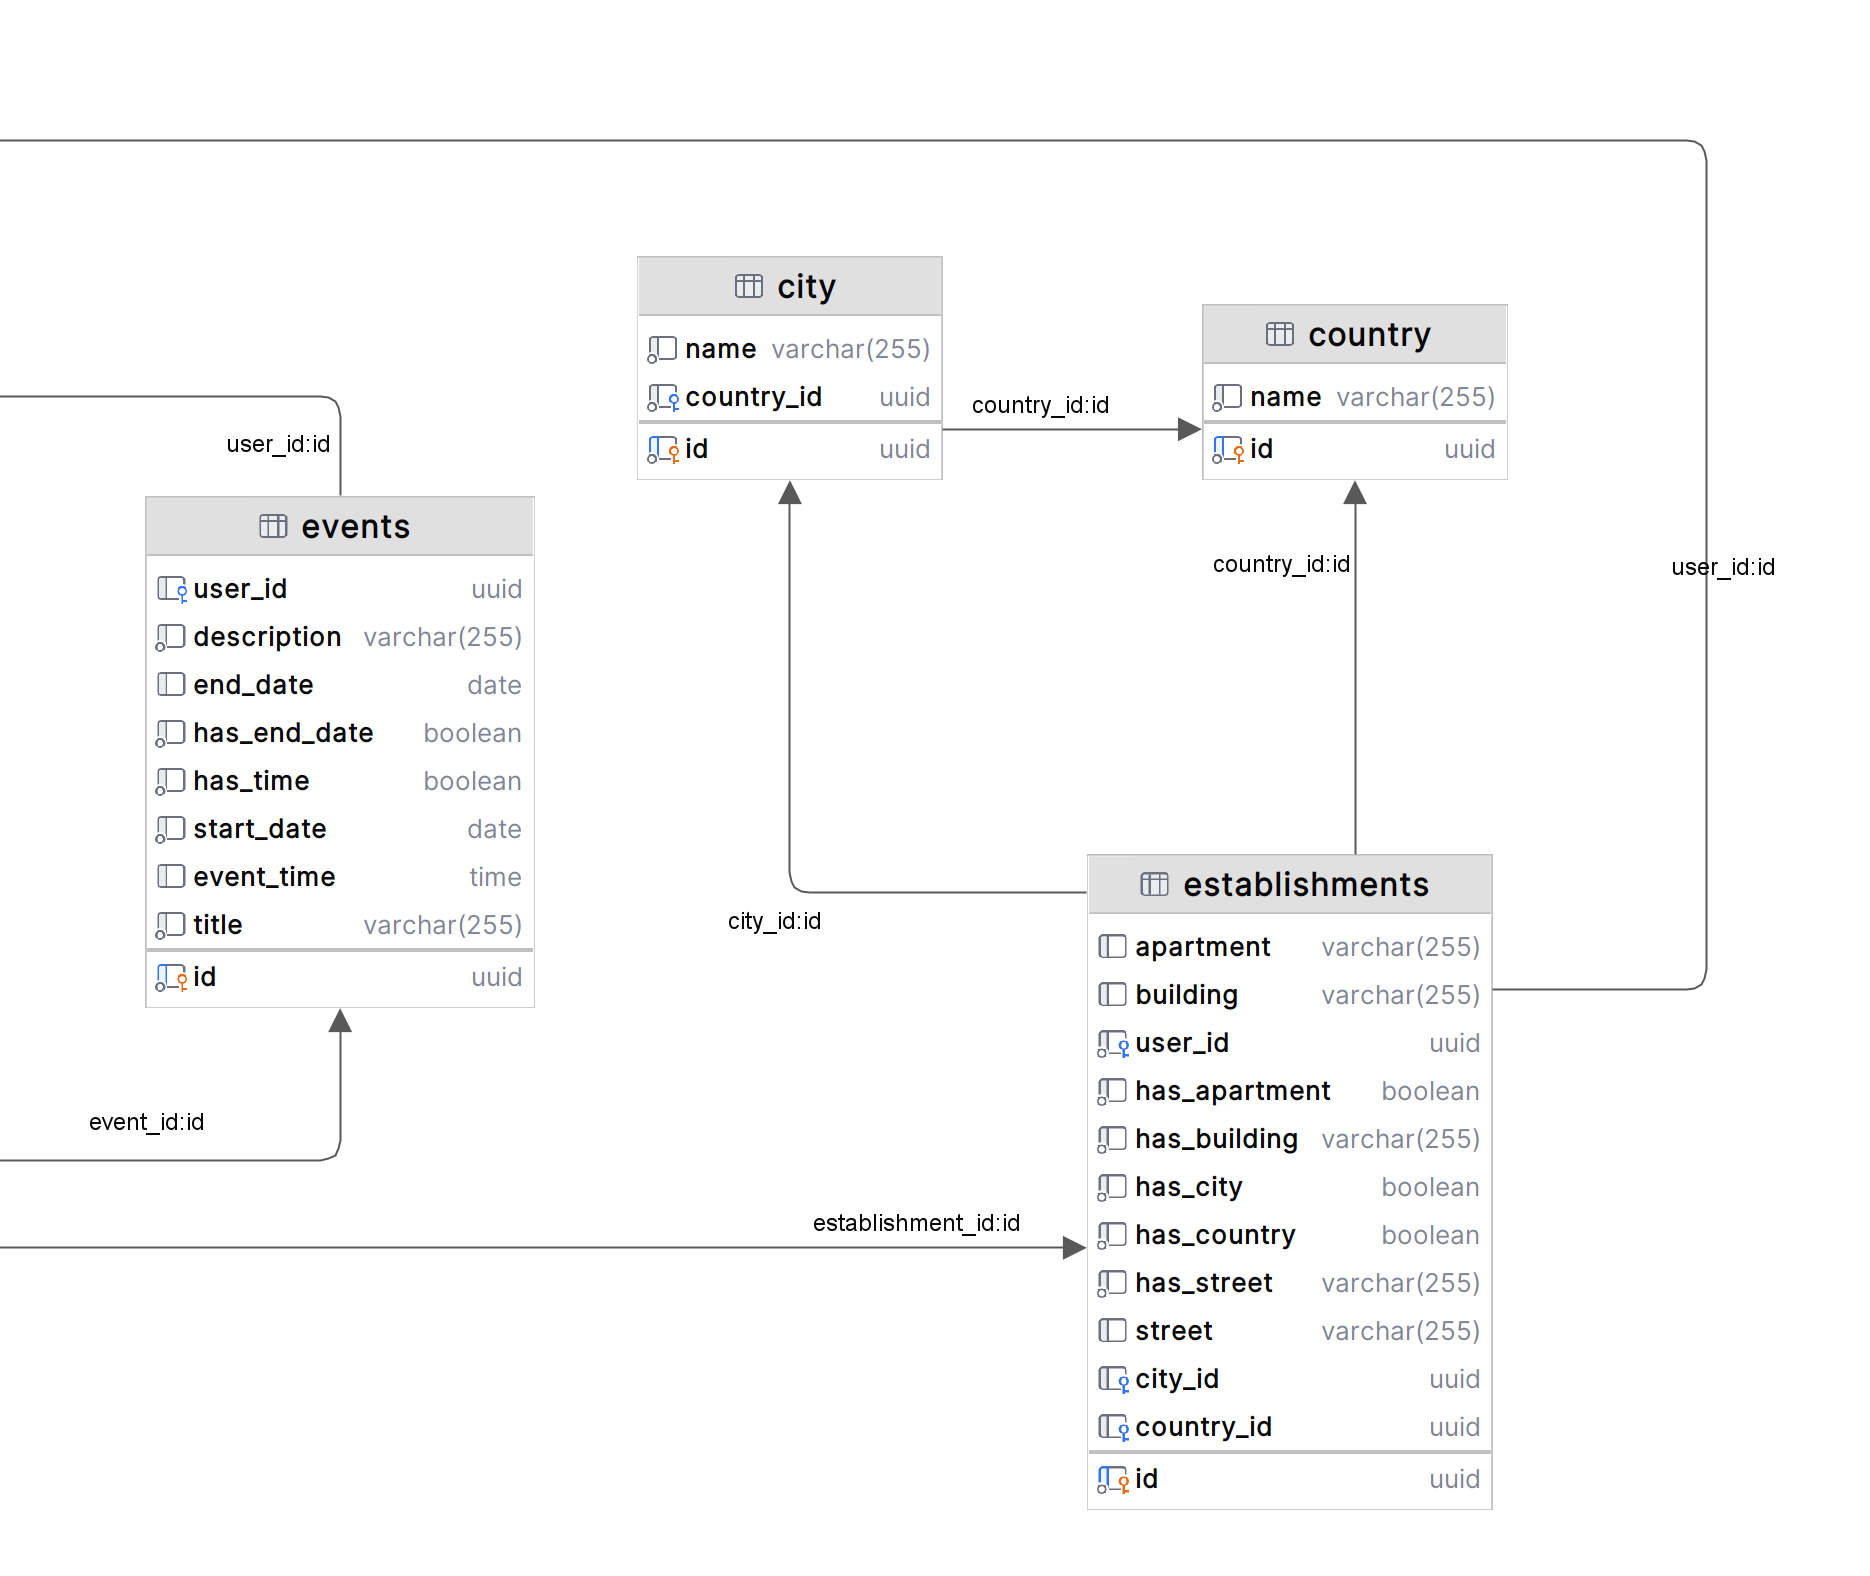 city
name varchar(255)
country_id uuid
id uuid
country_id:id
country
name varchar(255)
id uuid
user_id:id
events
user_id uuid
description varchar(255)
end_date date
has_end_date boolean
has_time boolean
start_date date
event_time time
title varchar(255)
id uuid
country_id:id
user_id:id
city_id:id
event_id:id
establishment_id:id
establishments
apartment varchar(255)
building varchar(255)
user_id uuid
has_apartment boolean
has_building varchar(255)
has_city boolean
has_country boolean
has_street varchar(255)
street varchar(255)
city_id uuid
country_id uuid
id uuid